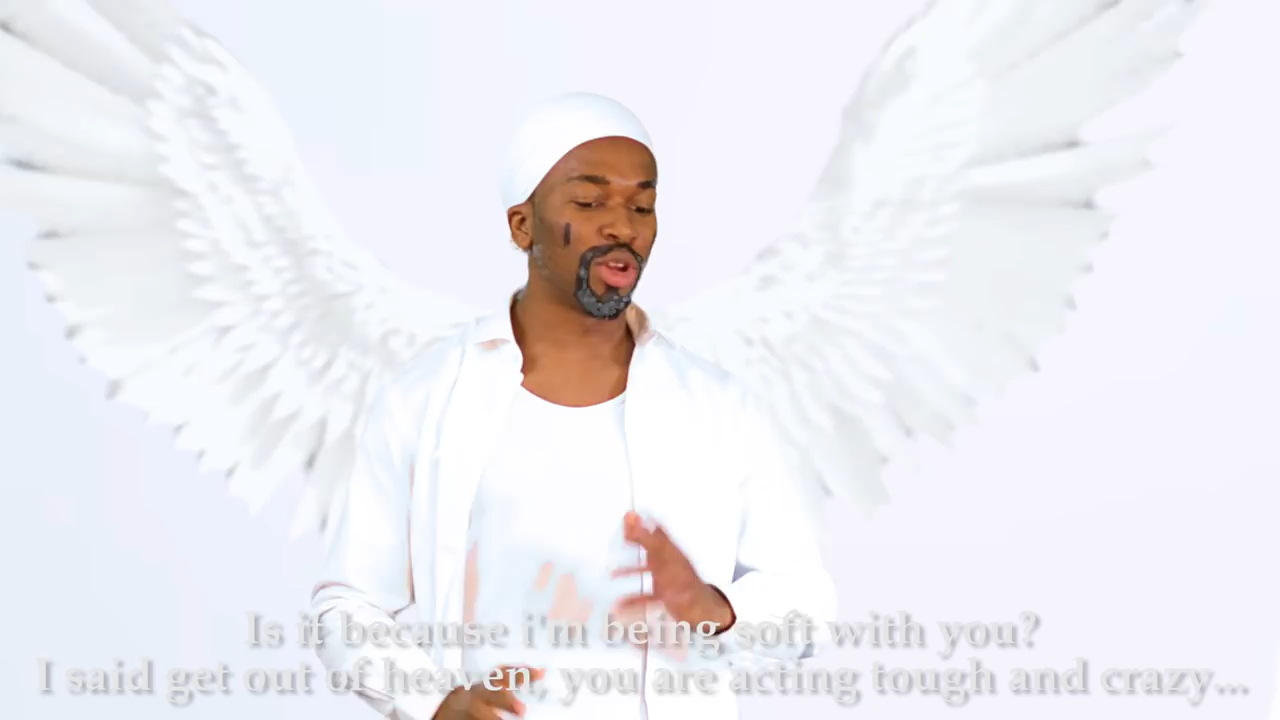 Is it because i'm being soft with you?
I said get out of heaven, you are acting tough and crazy...